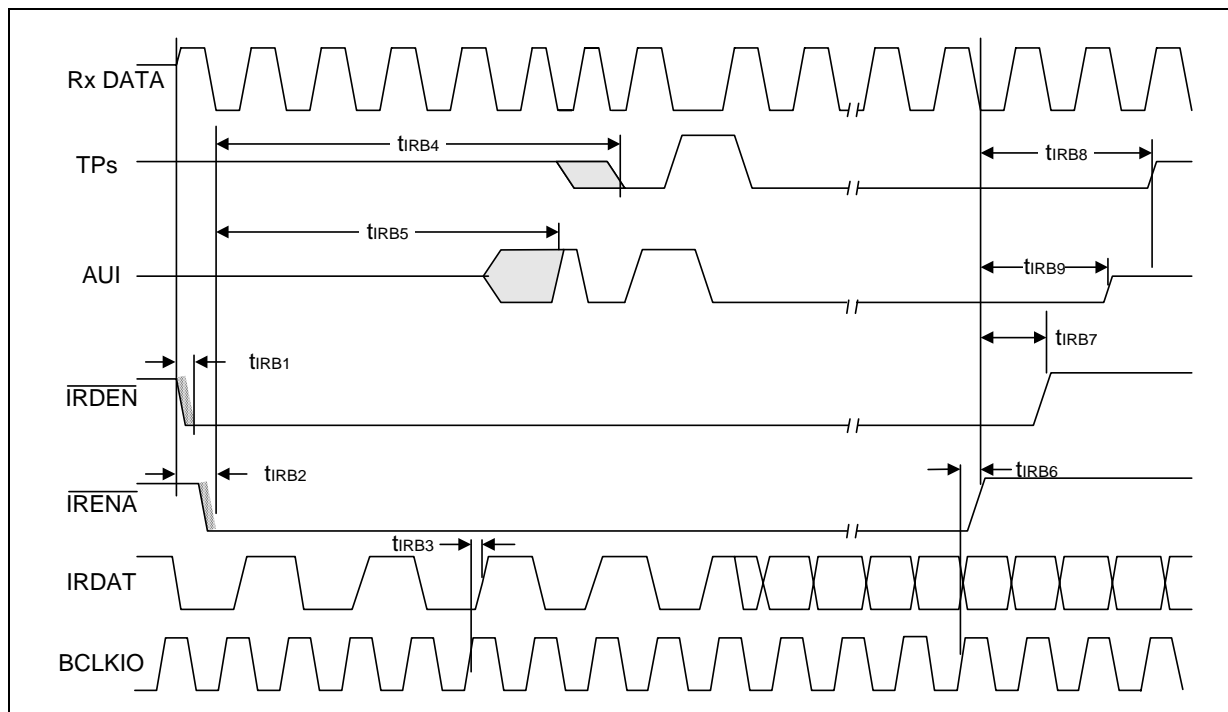 Rx DATA
tIRB4
TPs
tIRB8
tIRB5
AUI
tIRB9
tIRB7
tIRB1
IRDEN
tIRB2
tIRB6
IRENA
tIRB3
IRDAT
BCLKIO